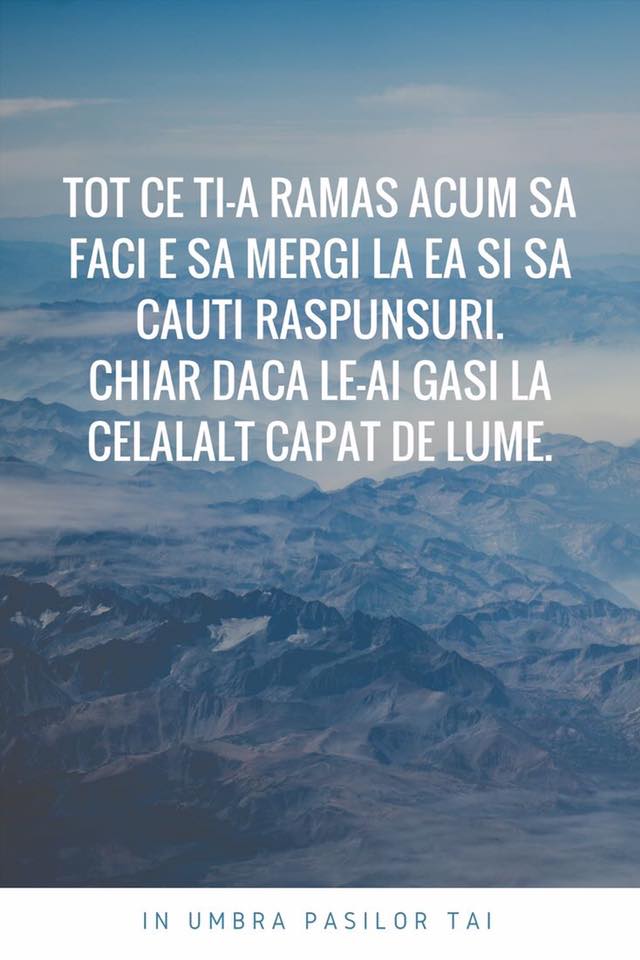 TOT CE TI-A RAMAS ACUM SA
FACI E SA MERGI LA EA SI SA
CAUTI RASPUNSURI.
CHIAR DACA LE-AI GASI LA
CELALALT CAPAT DE LUME.
IN UMBRA PASILOR TAI